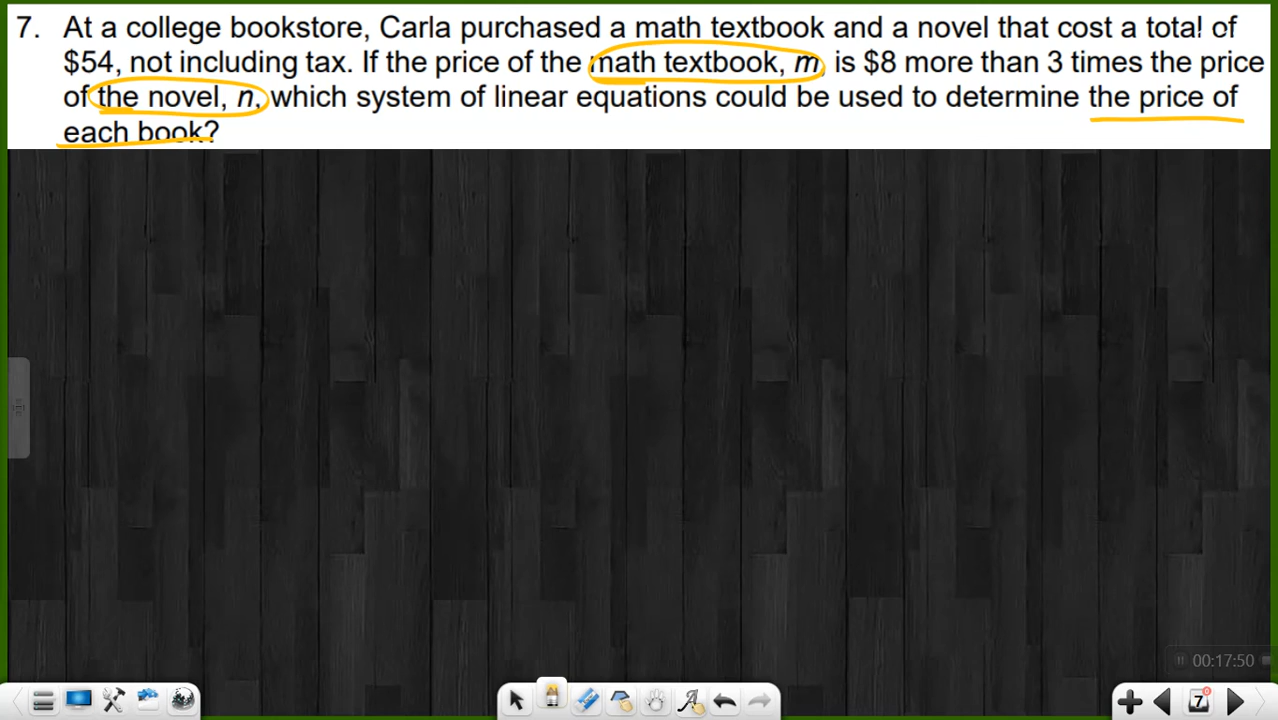 7. At a college bookstore, Carla purchased a math textbook and a novel that cost a total of
$54, not including tax. If the price of the math textbook, m, is $8 more than 3 times the price
of the novel, n, which system of linear equations could be used to determine the price of
each book?
00:17:50
7